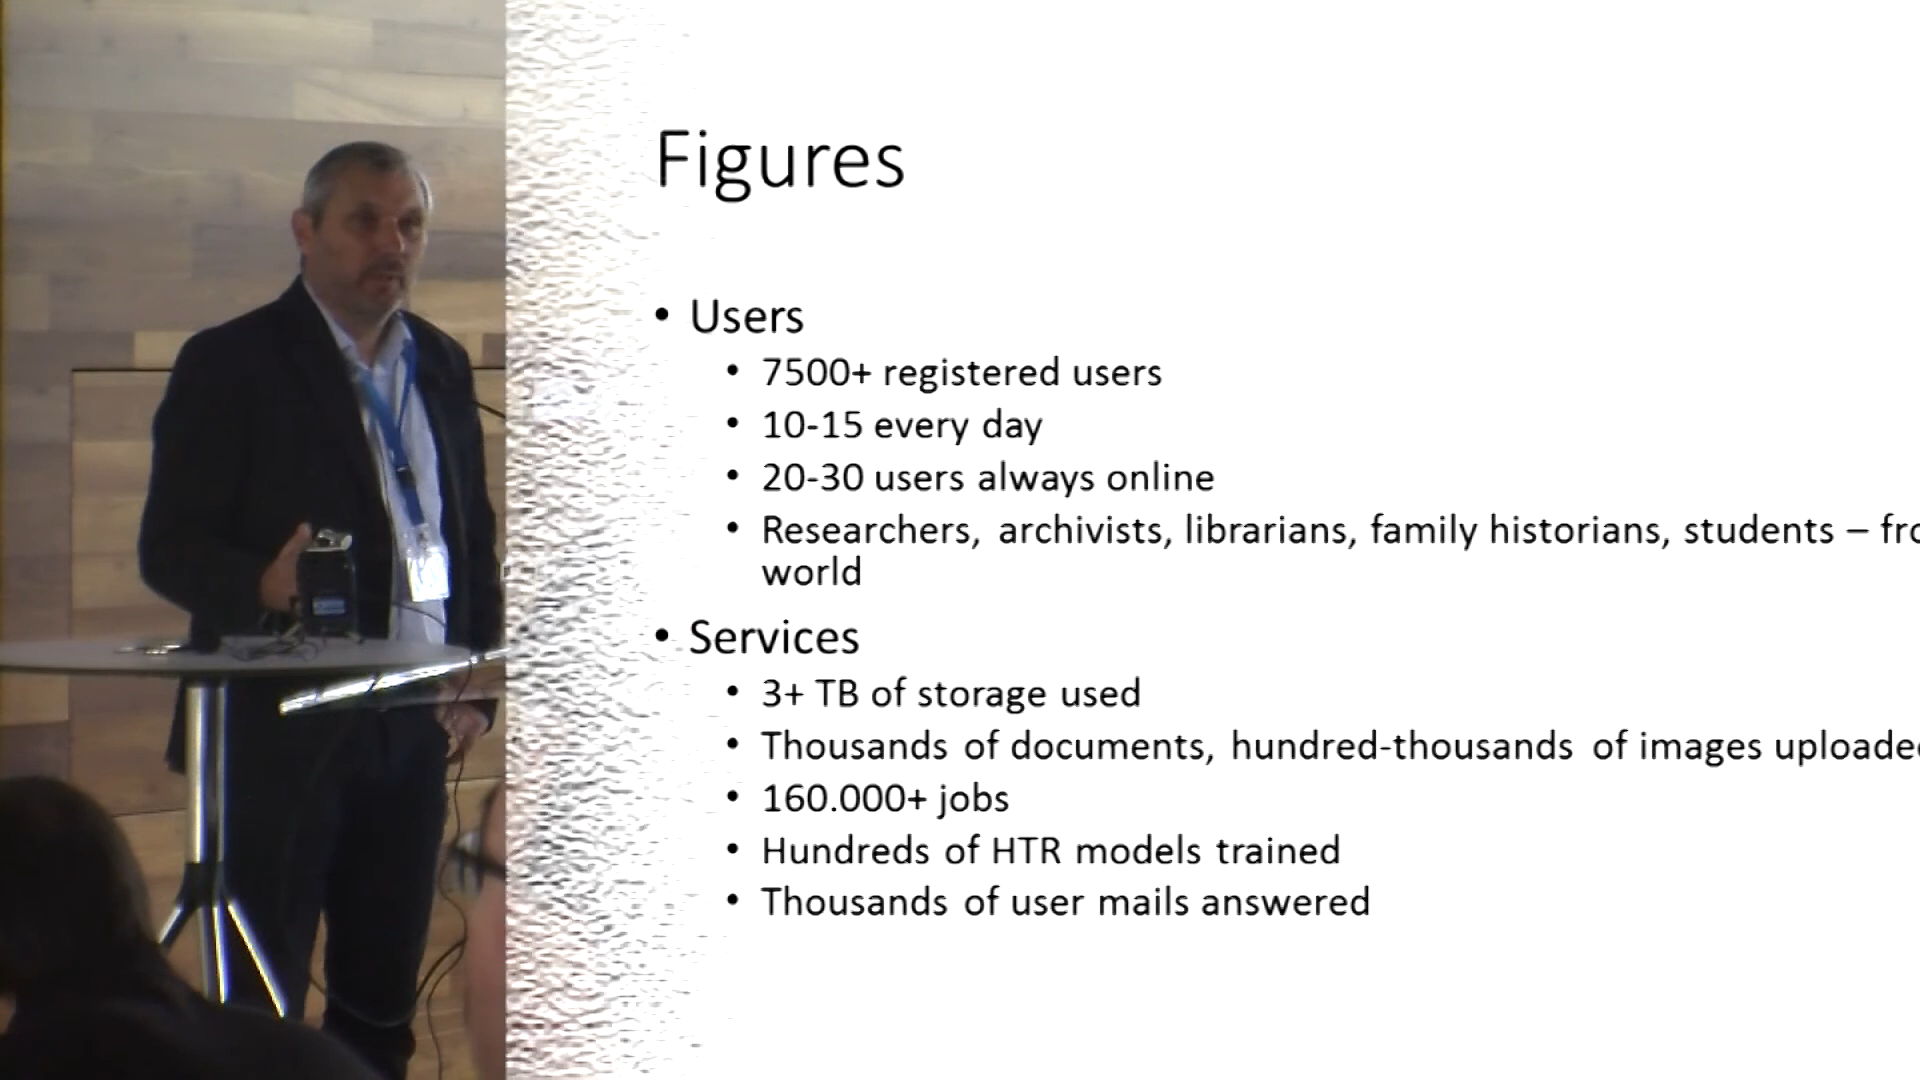 Figures
• Users
• 7500+ registered users
• 10-15 every day
• 20-30 users always online
• Researchers, archivists, librarians, family historians, students –
world
• Services
• 3+ TB of storage used
• Thousands of documents, hundred-thousands of images
• 160.000+ jobs
• Hundreds of HTR models trained
• Thousands of user mails answered